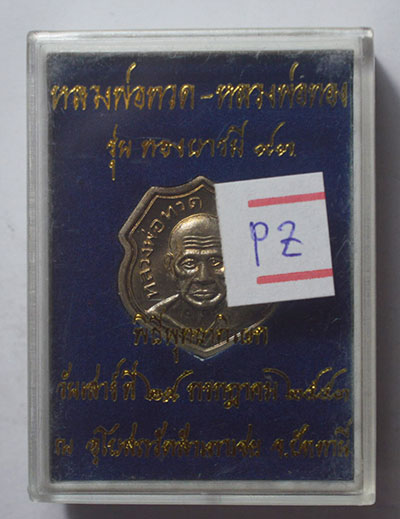 หลวงพ่อทวด - หลวงพ่อทอง
รุ่น ทองบารมี ๗๓
หลวงพ่อทวด
PZ
พิธีพุทธาภิเษก
วันเสาร์ที่ ๒๙ กรกฎาคม ๒๕๔๓
ณ อุโบสถวัดสำเภาเชย จ.ปัตตานี